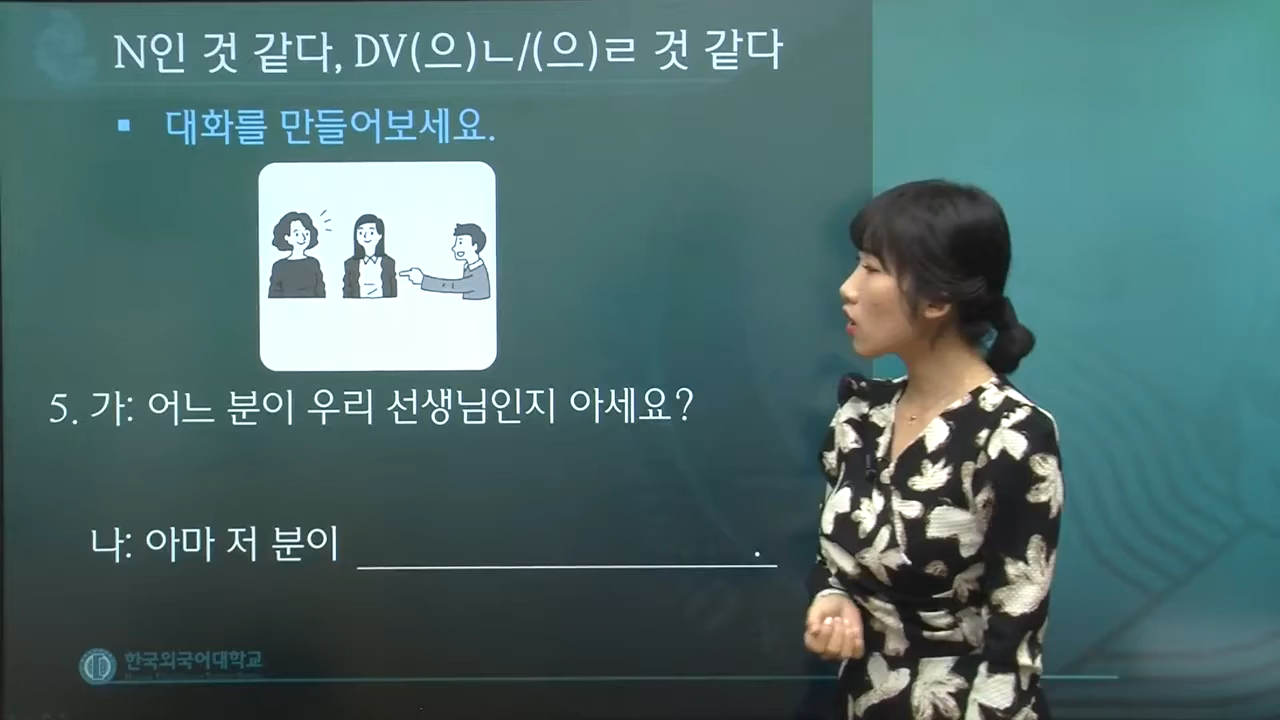 N인 것 같다, DV(으)ㄴ/(으)ㄹ 것 같다
▪ 대화를 만들어보세요.
5. 가: 어느 분이 우리 선생님인지 아세요?
나: 아마 저 분이 ____________________.
한국외국어대학교